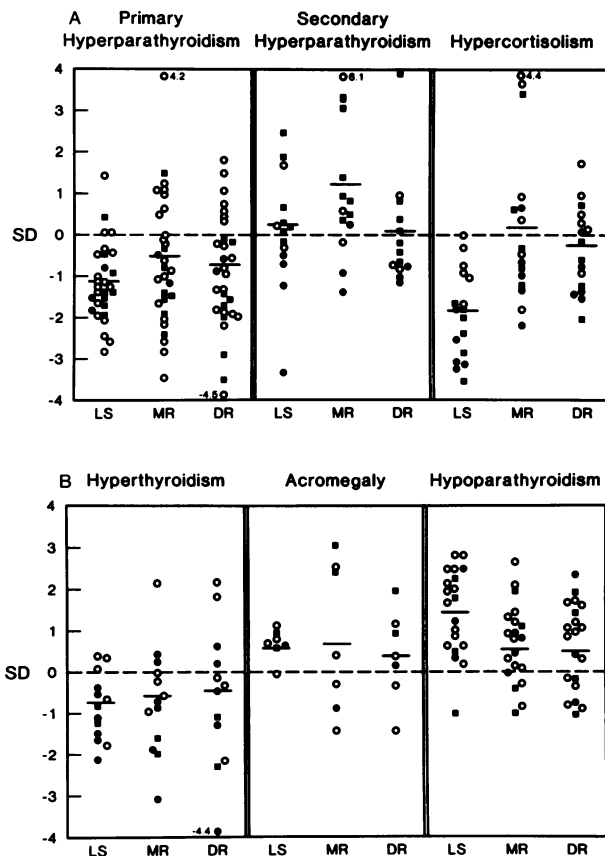 A Primary Hyperparathyroidism
Secondary Hyperparathyroidism
Hypercortisolism
4
3
2
1
0
-1
-2
-3
-4
SD
4.2
-4.5
6.1
4.4
LS MR DR LS MR DR LS MR DR
B Hyperthyroidism Acromegaly Hypoparathyroidism
4
3
2
1
0
-1
-2
-3
-4
SD
-4.4
LS MR DR LS MR DR LS MR DR